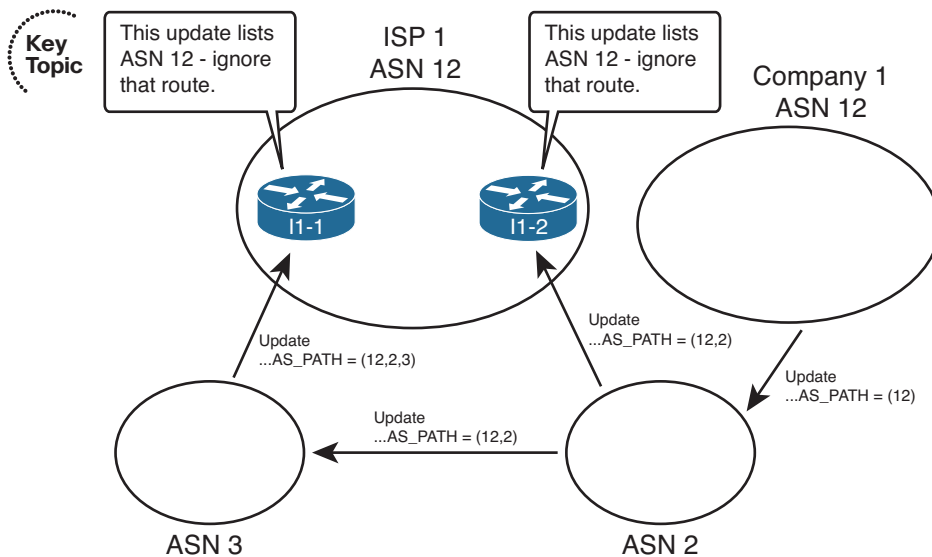 Key
Topic
This update lists
ASN 12 - ignore
that route.
ISP 1
ASN 12
This update lists
ASN 12 - ignore
that route.
Company 1
ASN 12
I1-1
I1-2
Update
...AS_PATH = (12,2,3)
Update
...AS_PATH = (12,2)
Update
...AS_PATH = (12)
Update
...AS_PATH = (12,2)
ASN 3
ASN 2